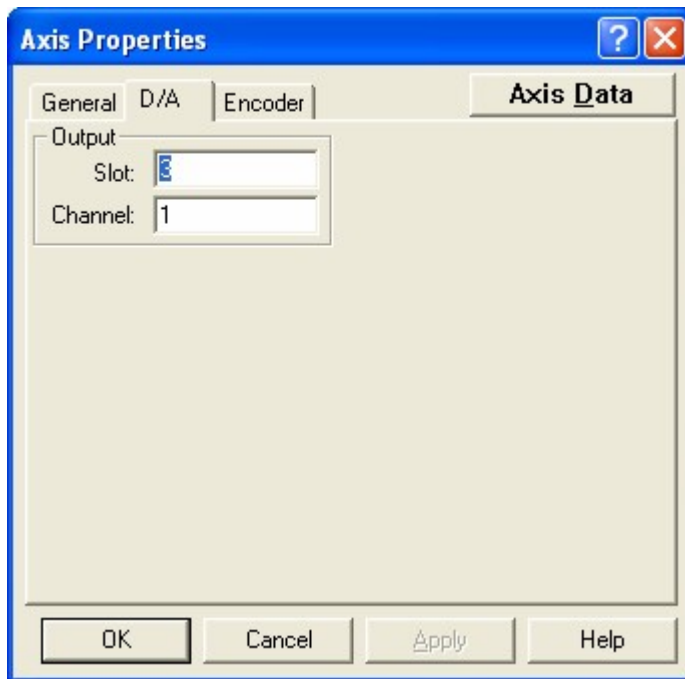 Axis Properties
General D/A Encoder Axis Data
Output
Slot: 3
Channel: 1
OK Cancel Apply Help